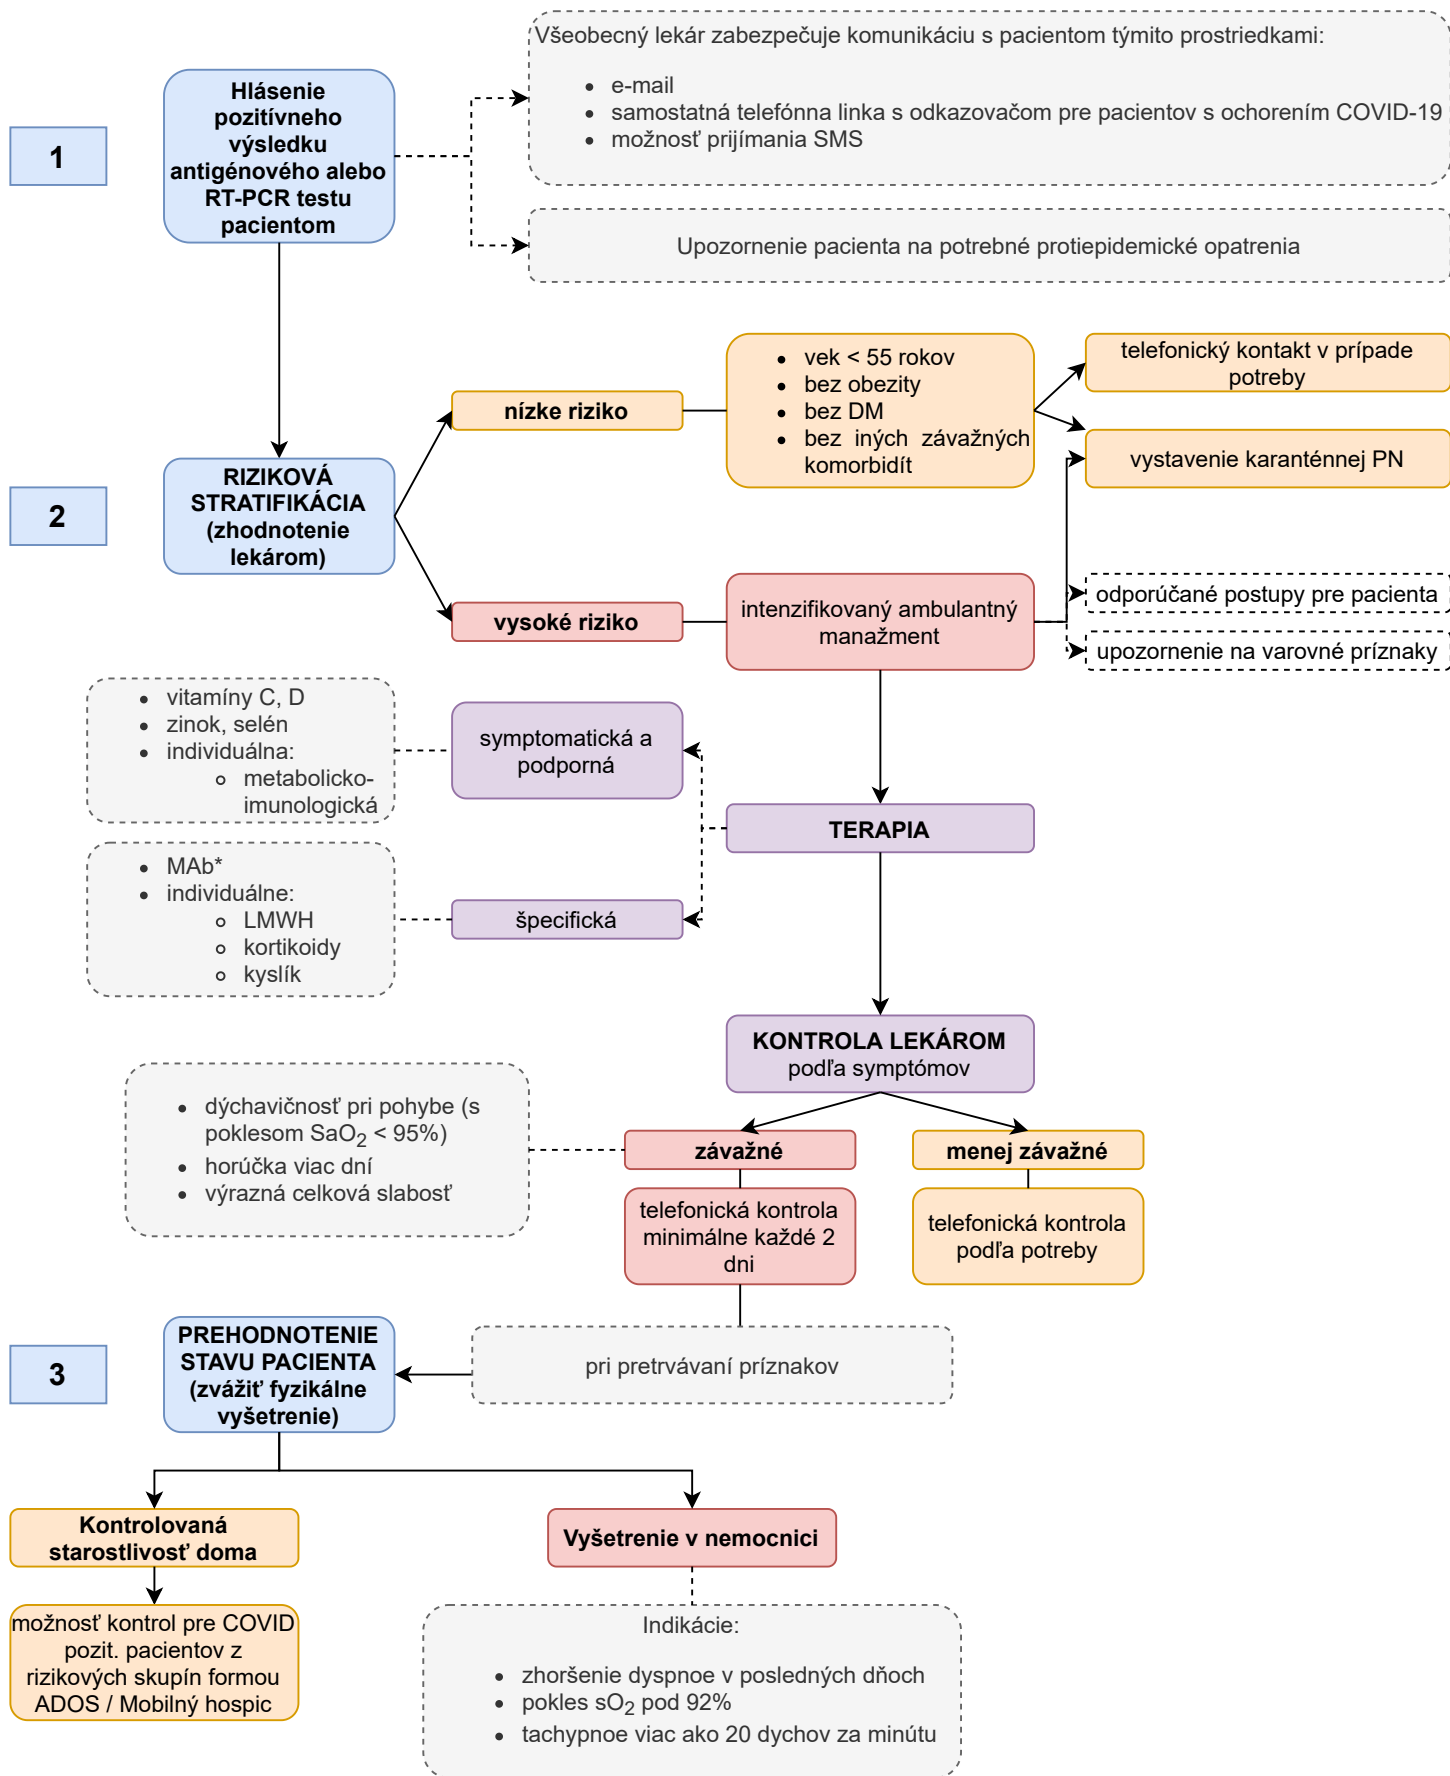 1
Hlásenie
pozitívneho
výsledku
antigénového alebo
RT-PCR testu
pacientom
Všeobecný lekár zabezpečuje komunikáciu s pacientom týmito prostriedkami:
e-mail
samostatná telefónna linka s odkazovačom pre pacientov s ochorením COVID-19
možnosť prijímania SMS
Upozornenie pacienta na potrebné protiepidemické opatrenia
2
RIZIKOVÁ
STRATIFIKÁCIA
(zhodnotenie
lekárom)
nízke riziko
vek < 55 rokov
bez obezity
bez DM
bez iných závažných
komorbidít
telefonický kontakt v prípade
potreby
vystavenie karanténnej PN
vysoké riziko
intenzifikovaný ambulantný
manažment
odporúčané postupy pre pacienta
upozornenie na varovné príznaky
vitamíny C, D
zinok, selén
individuálna:
metabolicko-
imunologická
symptomatická a
podporná
TERAPIA
MAb*
individuálne:
LMWH
kortikoidy
kyslík
špecifická
KONTROLA LEKÁROM
podľa symptómov
dýchavičnosť pri pohybe (s
poklesom SaO2 < 95%)
horúčka viac dní
výrazná celková slabosť
závažné
telefonická kontrola
minimálne každé 2
dni
menej závažné
telefonická kontrola
podľa potreby
3
PREHODNOTENIE
STAVU PACIENTA
(zvážiť fyzikálne
vyšetrenie)
pri pretrvávaní príznakov
Kontrolovaná
starostlivosť doma
možnosť kontrol pre COVID
pozit. pacientov z
rizikových skupín formou
ADOS / Mobilný hospic
Vyšetrenie v nemocnici
Indikácie:
zhoršenie dyspnoe v posledných dňoch
pokles sO2 pod 92%
tachypnoe viac ako 20 dychov za minútu